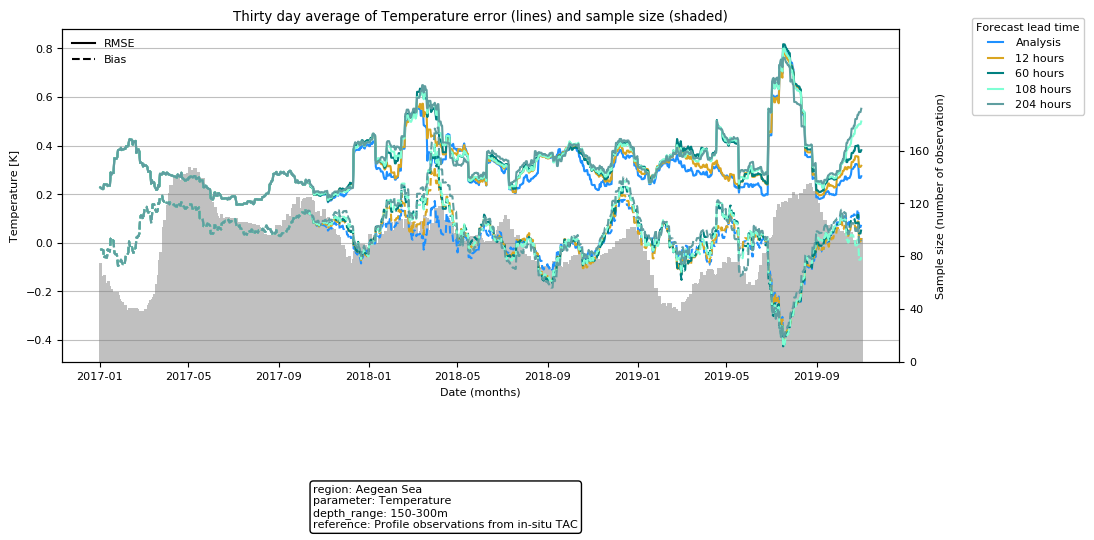 Thirty day average of Temperature error (lines) and sample size (shaded)
Forecast lead time
Analysis
12 hours
60 hours
108 hours
204 hours
RMSE
Bias
Temperature [K]
0.8
0.6
0.4
0.2
0.0
−0.2
−0.4
Sample size (number of observation)
160
120
80
40
0
2017-01 2017-05 2017-09 2018-01 2018-05 2018-09 2019-01 2019-05 2019-09
Date (months)
region: Aegean Sea
parameter: Temperature
depth_range: 150-300m
reference: Profile observations from in-situ TAC